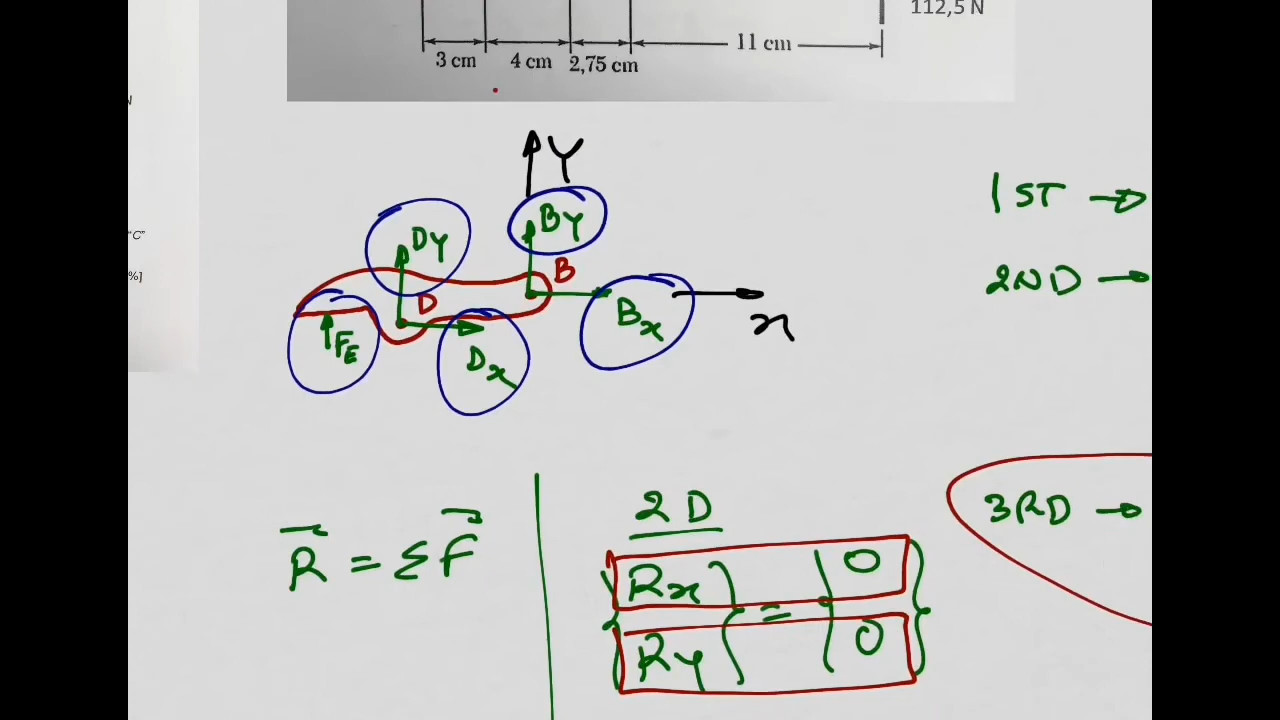 112,5 N
11 cm
3 cm
4 cm
2,75 cm
N
Y
By
Dy
B
"C"
1ST →
%]
D
Bx
2ND →
x
FE
Dx
2D
3RD →
R = ΣF
Rx = 0
Ry 0